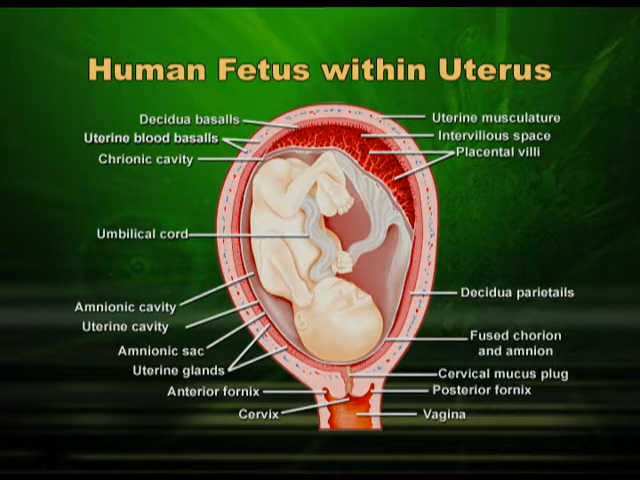 Human Fetus within Uterus
Decidua basalls
Uterine blood basalls
Chrionic cavity
Umbilical cord
Amnionic cavity
Uterine cavity
Amnionic sac
Uterine glands
Anterior fornix
Cervix
Uterine musculature
Intervilious space
Placental villi
Decidua parietails
Fused chorion
and amnion
Cervical mucus plug
Posterior fornix
Vagina